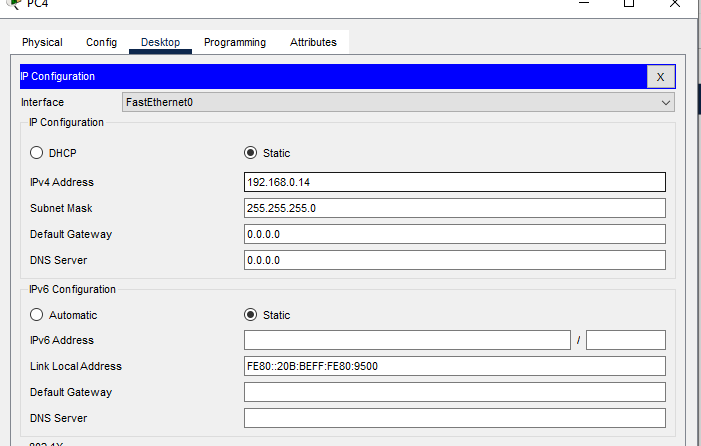 PC4
Physical Config Desktop Programming Attributes
IP Configuration X
Interface FastEthernet0
IP Configuration
DHCP Static
IPv4 Address 192.168.0.14
Subnet Mask 255.255.255.0
Default Gateway 0.0.0.0
DNS Server 0.0.0.0
IPv6 Configuration
Automatic Static
IPv6 Address /
Link Local Address FE80::20B:BEFF:FE80:9500
Default Gateway
DNS Server
802.1X